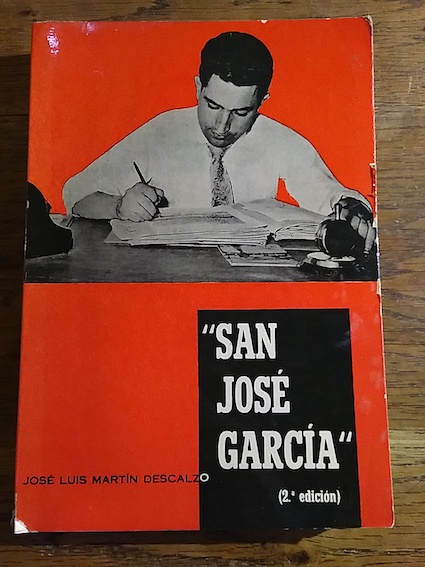 “SAN
JOSÉ
GARCÍA“
JOSÉ LUIS MARTÍN DESCALZO
(2.ª edición)